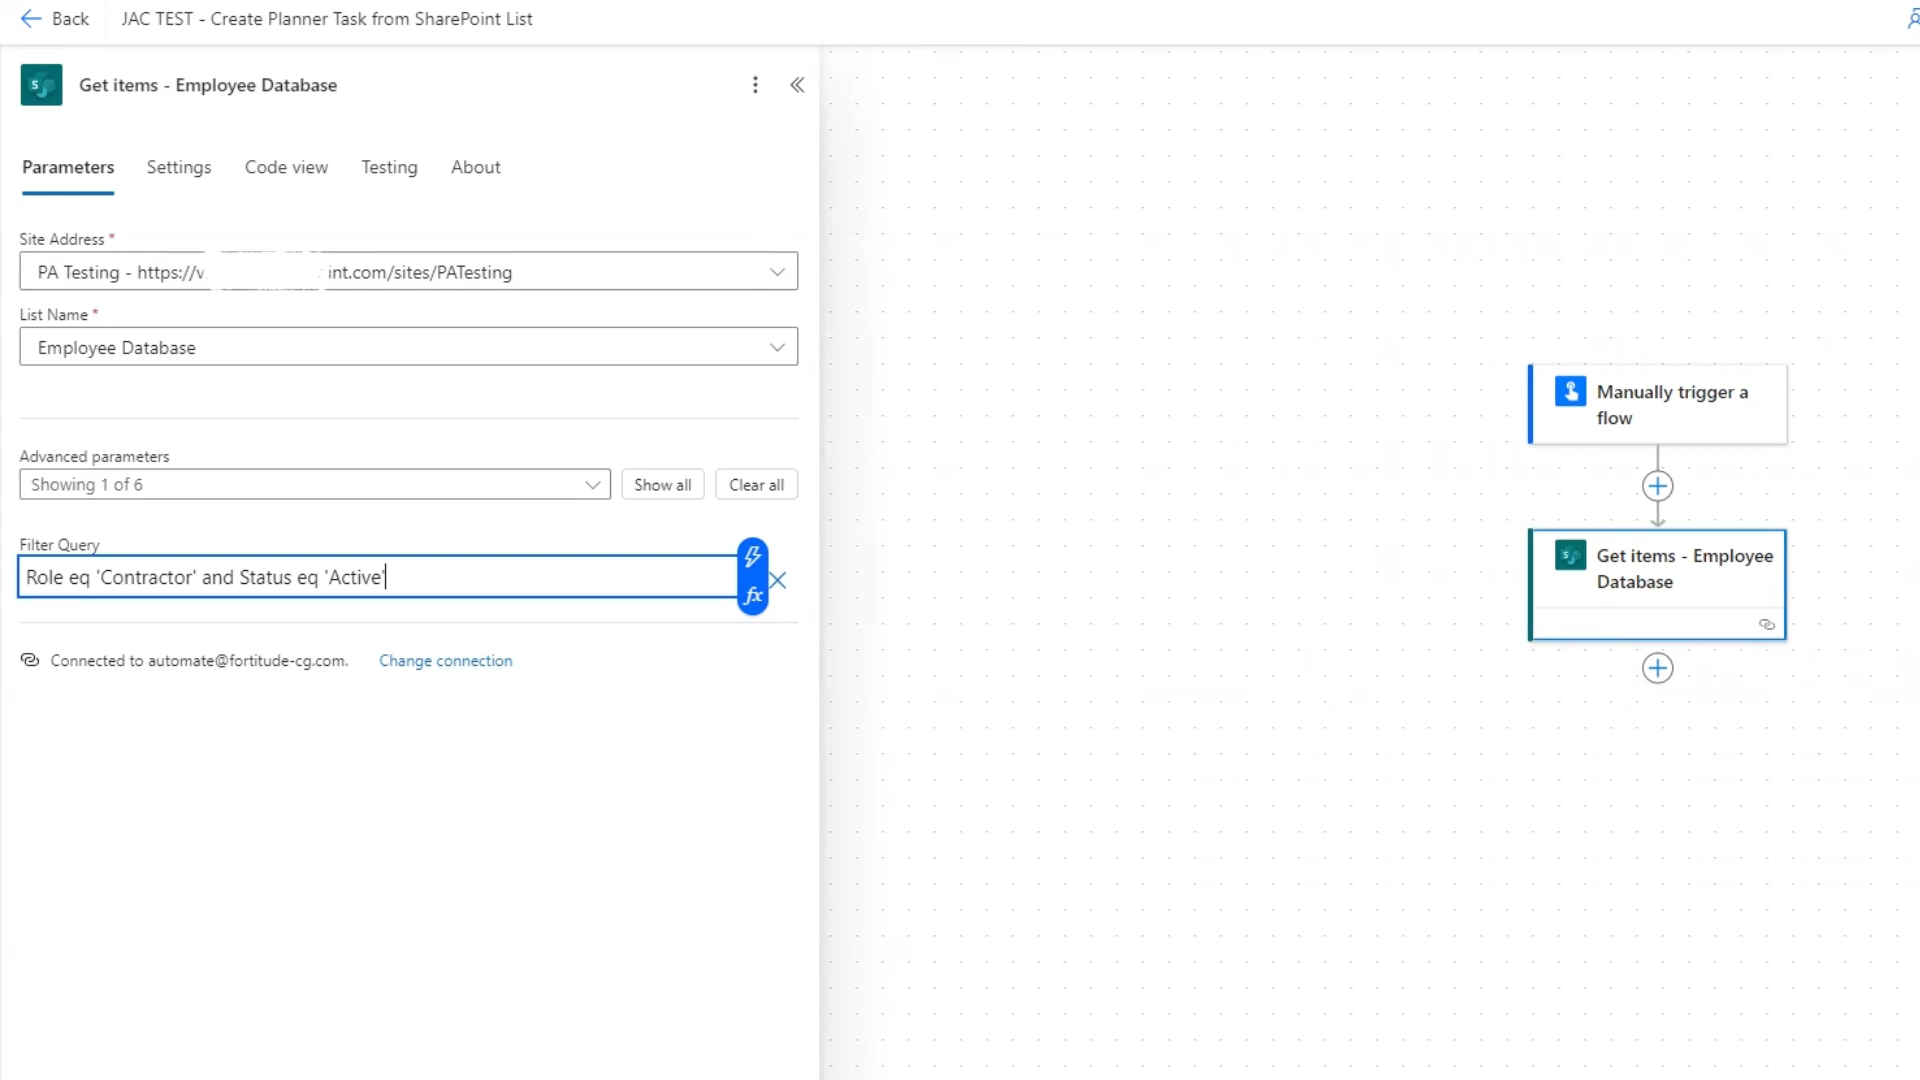 Back
JAC TEST - Create Planner Task from SharePoint List
Get items - Employee Database
Parameters
Settings
Code view
Testing
About
Site Address *
PA Testing - https://v int.com/sites/PATesting
List Name *
Employee Database
Advanced parameters
Showing 1 of 6
Show all
Clear all
Filter Query
Role eq 'Contractor' and Status eq 'Active'
fx
Connected to automate@fortitude-cg.com.
Change connection
Manually trigger a
flow
Get items - Employee
Database